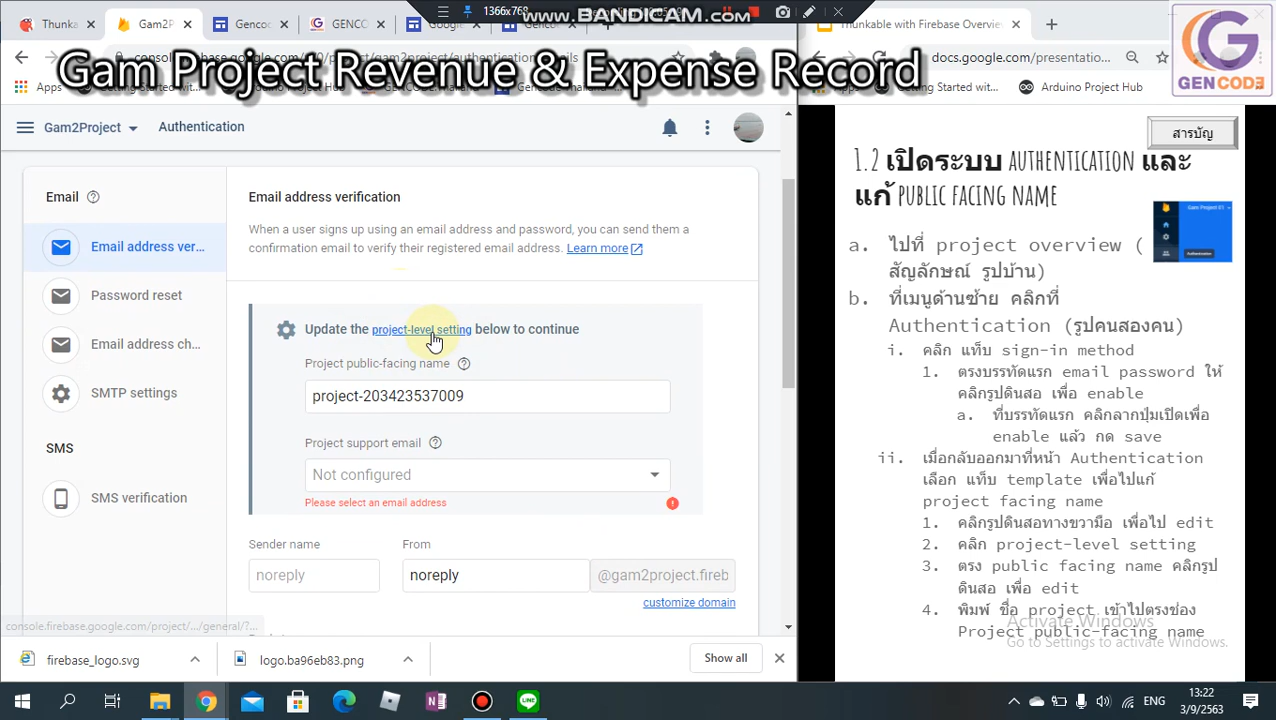 1366x768
www.BANDICAM.com
Gam2P
Genco
GENCO
Thunkable with Firebase Overview
docs.google.com/presentatio...
Gam Project Revenue & Expense Record
GENCODE
Apps
Arduino Project Hub
Gam2Project
Authentication
Email
Email address ver...
Password reset
Email address ch...
SMTP settings
SMS
SMS verification
Email address verification
When a user signs up using an email address and password, you can send them a
confirmation email to verify their registered email address. Learn more
Update the project-level setting below to continue
Project public-facing name
project-203423537009
Project support email
Not configured
Please select an email address
Sender name
From
noreply
noreply
@gam2project.fireb
customize domain
console.firebase.google.com/project/.../general/?...
firebase_logo.svg
logo.ba96eb83.png
Show all
สารบัญ
1.2 เปิดระบบ AUTHENTICATION และ
แก้ PUBLIC FACING NAME
a. ไปที่ project overview (
สัญลักษณ์ รูปบ้าน)
b. ที่เมนูด้านซ้าย คลิกที่
Authentication (รูปคนสองคน)
i. คลิก แท็บ sign-in method
1. ตรงบรรทัดแรก email password ให้
คลิกรูปดินสอ เพื่อ enable
a. ที่บรรทัดแรก คลิกลากปุ่มเปิดเพื่อ
enable แล้ว กด save
ii. เมื่อกลับออกมาที่หน้า Authentication
เลือก แท็บ template เพื่อไปแก้
project facing name
1. คลิกรูปดินสอทางขวามือ เพื่อไป edit
2. คลิก project-level setting
3. ตรง public facing name คลิกรูป
ดินสอ เพื่อ edit
4. พิมพ์ ชื่อ project เข้าไปตรงช่อง
Project public-facing name
Activate Windows
Go to Settings to activate Windows.
ENG
13:22
3/9/2563